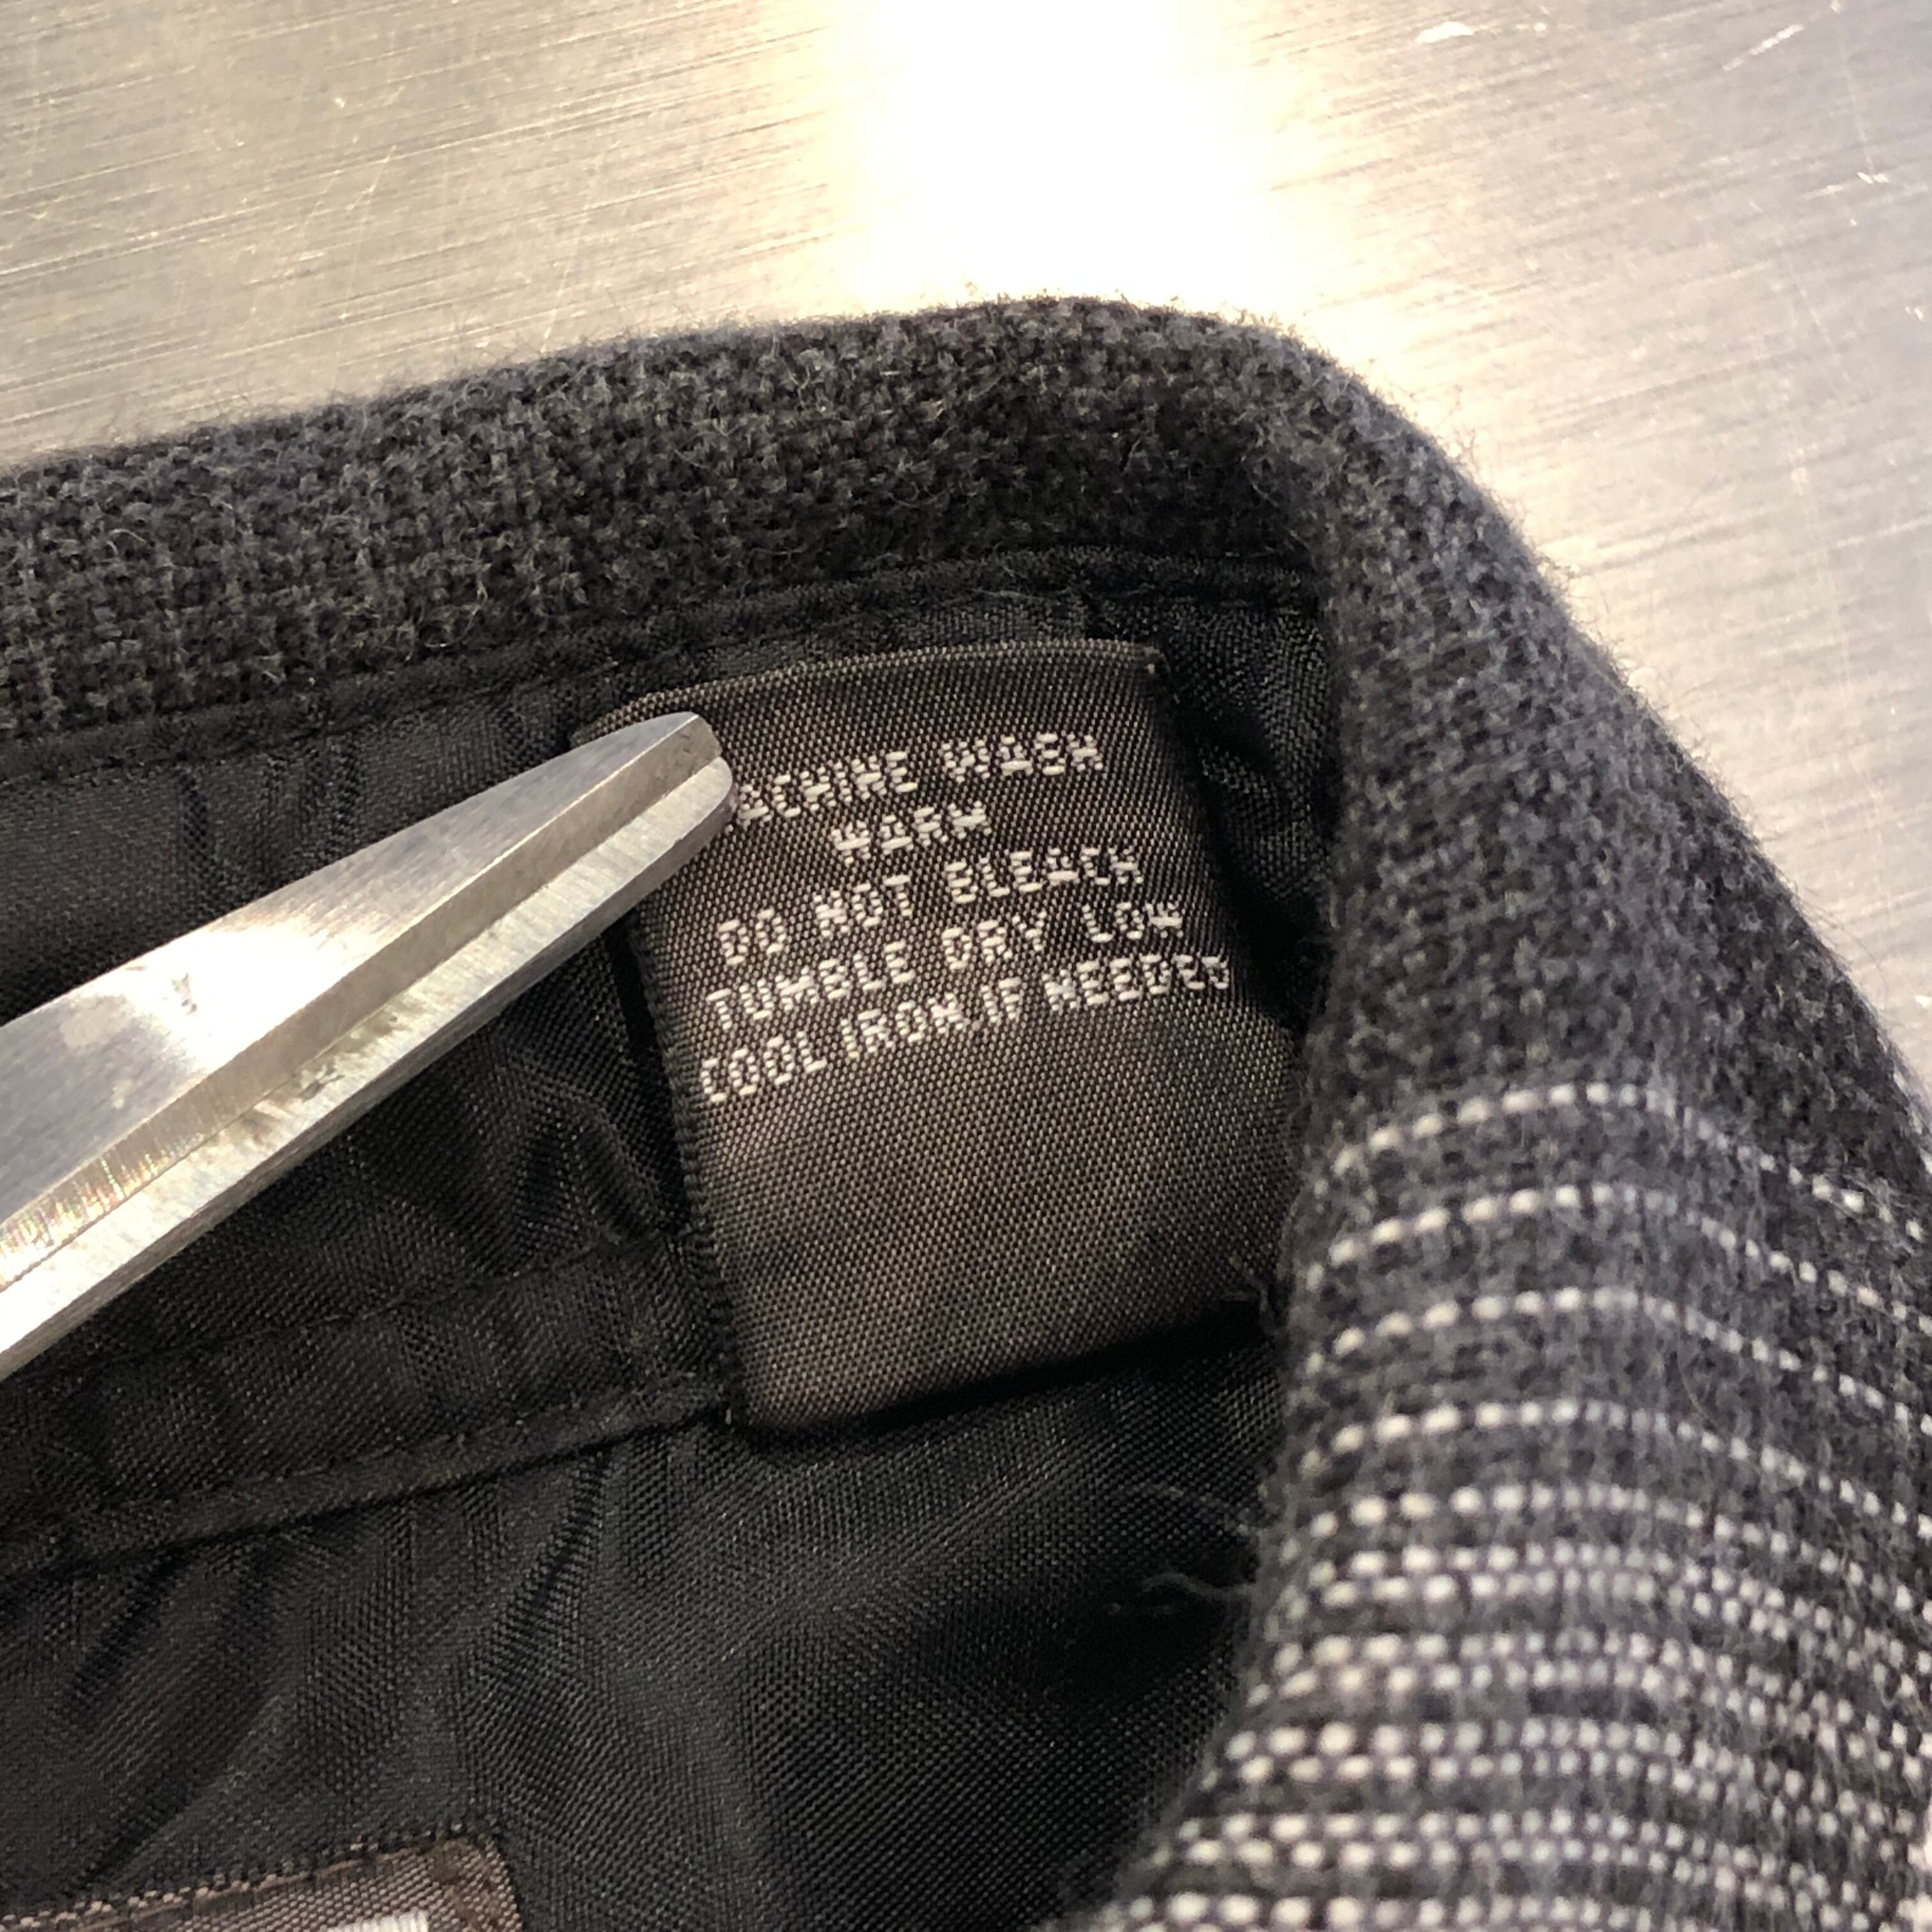 MACHINE WASH
WARM
DO NOT BLEACH
TUMBLE DRY LOW
COOL IRON,IF NEEDED